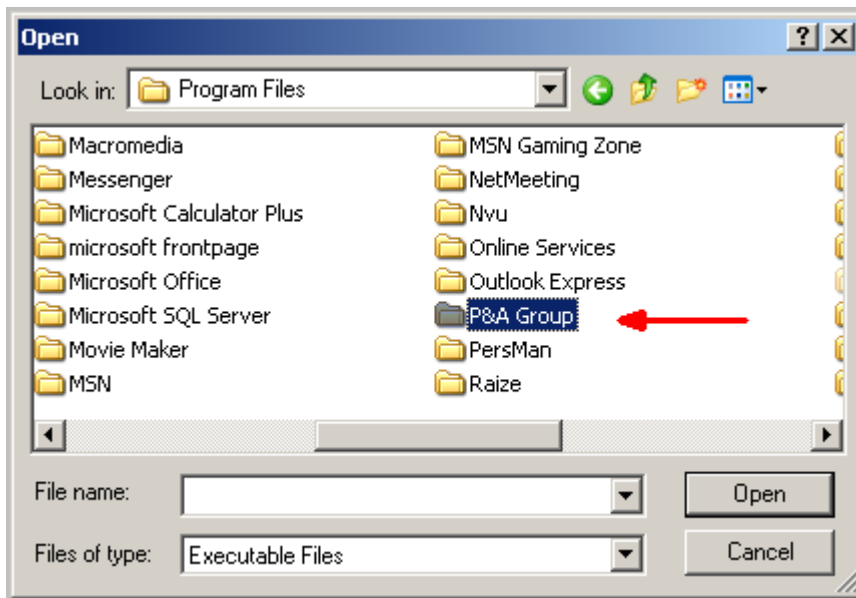 Open
Look in: Program Files
Macromedia
Messenger
Microsoft Calculator Plus
microsoft frontpage
Microsoft Office
Microsoft SQL Server
Movie Maker
MSN
MSN Gaming Zone
NetMeeting
Nvu
Online Services
Outlook Express
P&A Group
PersMan
Raize
File name:
Open
Files of type: Executable Files
Cancel